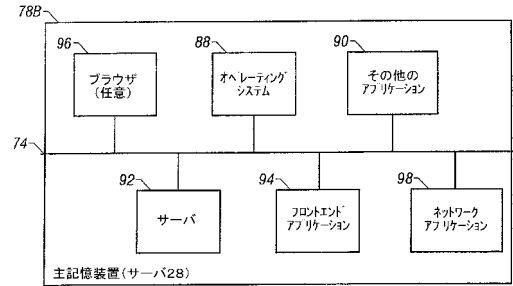 78B
96
88
90
ブラウザ
(任意)
オペレーティング
システム
その他の
アプリケーション
74
92
94
98
サーバ
フロントエンド
アプリケーション
ネットワーク
アプリケーション
主記憶装置(サーバ28)